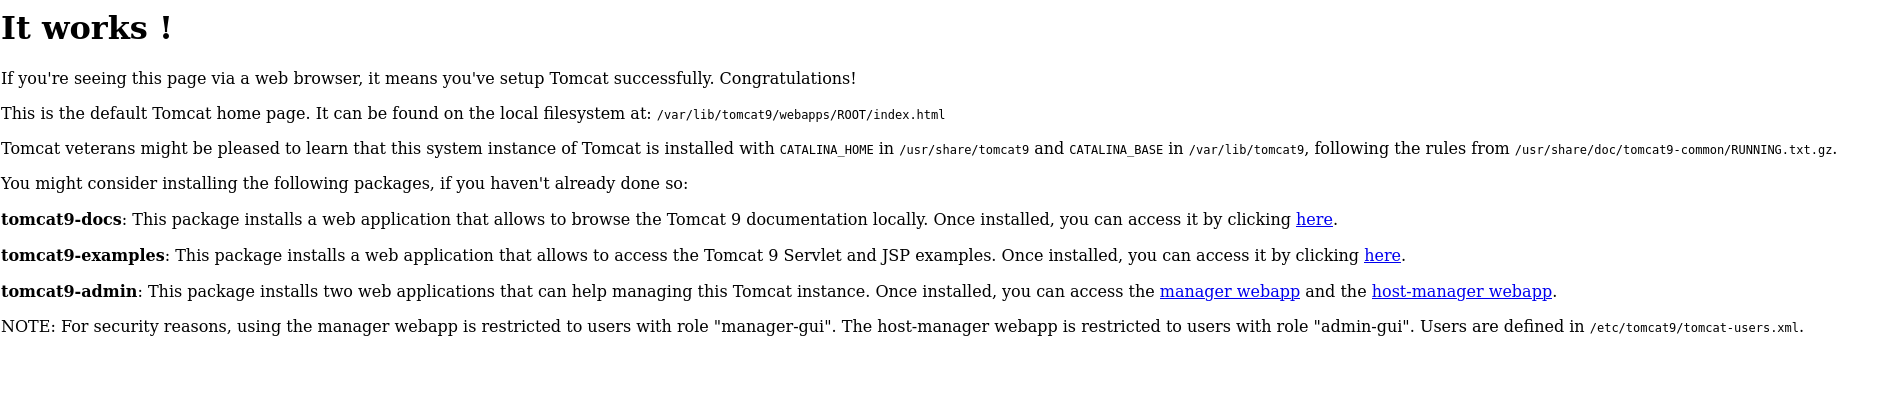 It works !
If you're seeing this page via a web browser, it means you've setup Tomcat successfully. Congratulations!
This is the default Tomcat home page. It can be found on the local filesystem at: /var/lib/tomcat9/webapps/ROOT/index.html
Tomcat veterans might be pleased to learn that this system instance of Tomcat is installed with CATALINA_HOME in /usr/share/tomcat9 and CATALINA_BASE in /var/lib/tomcat9, following the rules from /usr/share/doc/tomcat9-common/RUNNING.txt.gz.
You might consider installing the following packages, if you haven't already done so:
tomcat9-docs: This package installs a web application that allows to browse the Tomcat 9 documentation locally. Once installed, you can access it by clicking here.
tomcat9-examples: This package installs a web application that allows to access the Tomcat 9 Servlet and JSP examples. Once installed, you can access it by clicking here.
tomcat9-admin: This package installs two web applications that can help managing this Tomcat instance. Once installed, you can access the manager webapp and the host-manager webapp.
NOTE: For security reasons, using the manager webapp is restricted to users with role "manager-gui". The host-manager webapp is restricted to users with role "admin-gui". Users are defined in /etc/tomcat9/tomcat-users.xml.